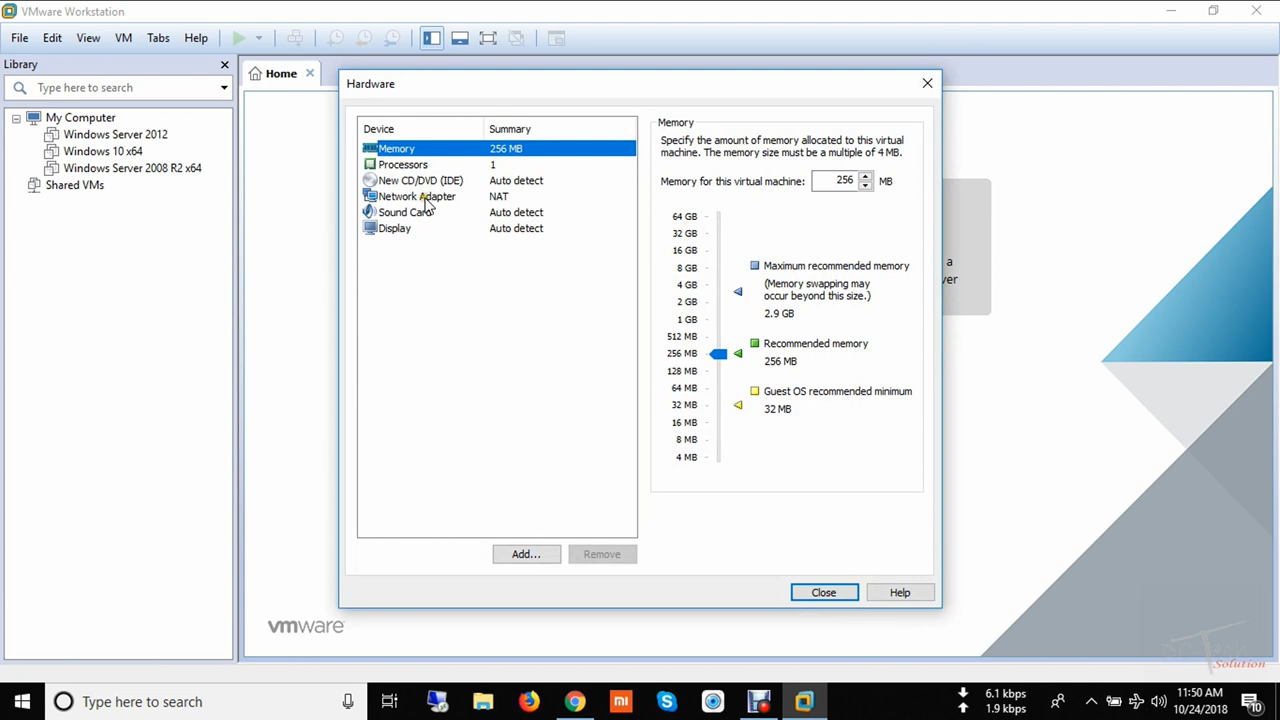 VMware Workstation
File Edit View VM Tabs Help
Library
Type here to search
My Computer
Windows Server 2012
Windows 10 x64
Windows Server 2008 R2 x64
Shared VMs
Home
a
ver
vmware
Hardware
Device Summary
Memory 256 MB
Processors 1
New CD/DVD (IDE) Auto detect
Network Adapter NAT
Sound Card Auto detect
Display Auto detect
Add... Remove
Memory
Specify the amount of memory allocated to this virtual
machine. The memory size must be a multiple of 4 MB.
Memory for this virtual machine: 256 MB
64 GB
32 GB
16 GB
8 GB
4 GB
2 GB
1 GB
512 MB
256 MB
128 MB
64 MB
32 MB
16 MB
8 MB
4 MB
Maximum recommended memory
(Memory swapping may
occur beyond this size.)
2.9 GB
Recommended memory
256 MB
Guest OS recommended minimum
32 MB
Close Help
Solution
Type here to search
6.1 kbps
1.9 kbps
11:50 AM
10/24/2018
10